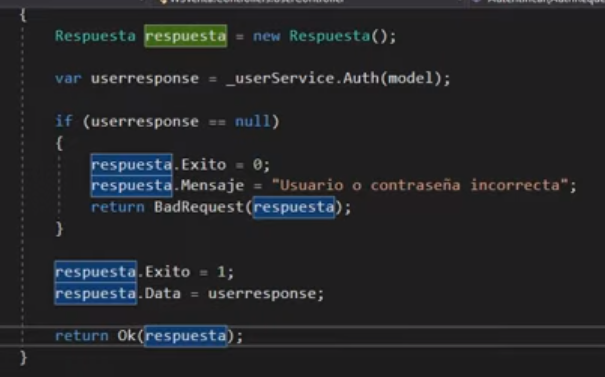 {
Respuesta respuesta = new Respuesta();
var userresponse = _userService.Auth(model);
if (userresponse == null)
{
respuesta.Exito = 0;
respuesta.Mensaje = "Usuario o contraseña incorrecta";
return BadRequest(respuesta);
}
respuesta.Exito = 1;
respuesta.Data = userresponse;
return Ok(respuesta);
}